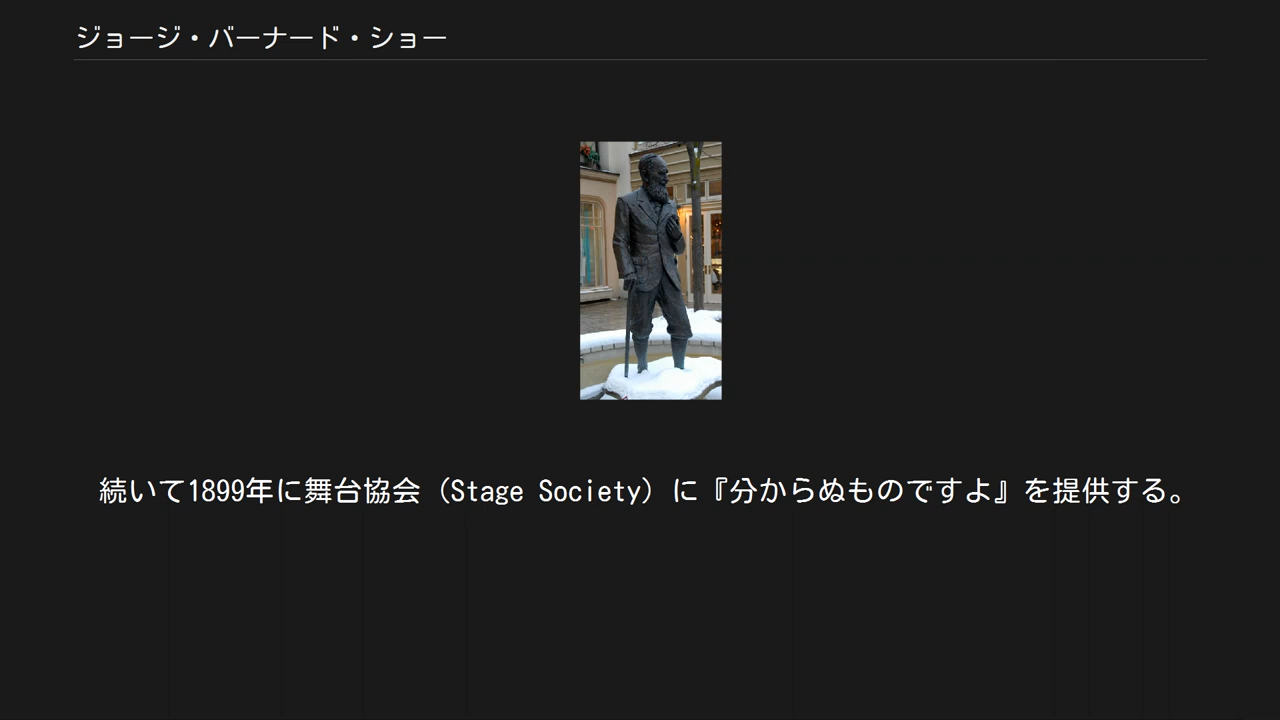 ジョージ・バーナード・ショー
続いて1899年に舞台協会（Stage Society）に『分からぬものですよ』を提供する。